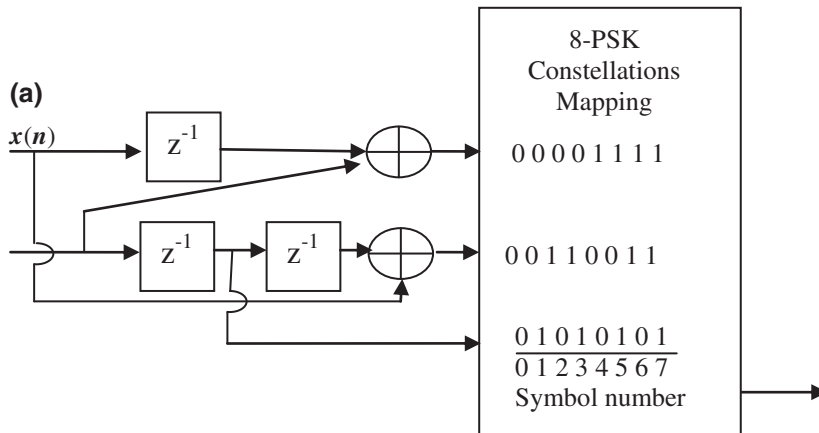 8-PSK
Constellations
Mapping
(a)
x(n)
z⁻¹
0 0 0 0 1 1 1 1
z⁻¹ z⁻¹
0 0 1 1 0 0 1 1
0 1 0 1 0 1 0 1
0 1 2 3 4 5 6 7
Symbol number